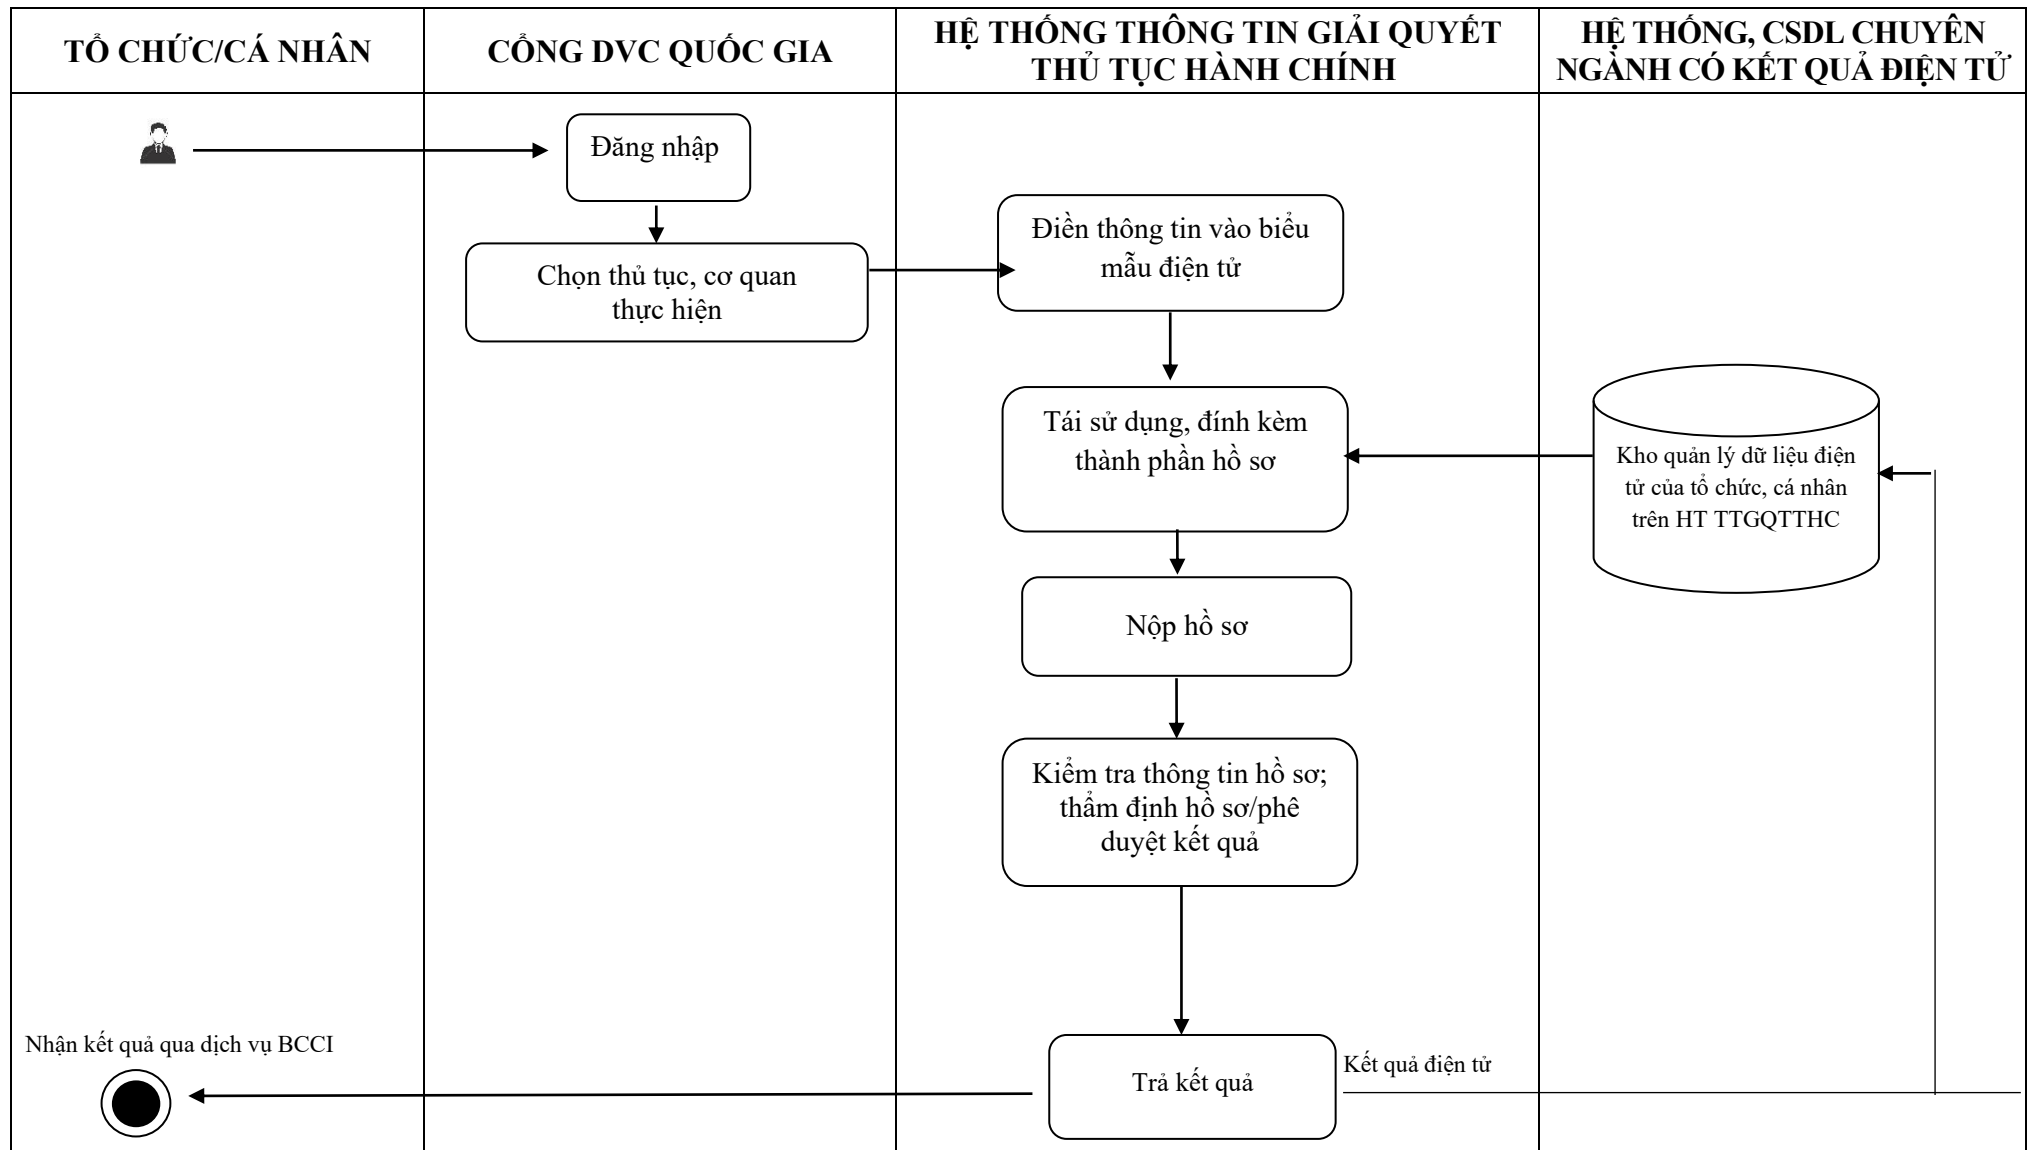 TỔ CHỨC/CÁ NHÂN
CỔNG DVC QUỐC GIA
HỆ THỐNG THÔNG TIN GIẢI QUYẾT
THỦ TỤC HÀNH CHÍNH
HỆ THỐNG, CSDL CHUYÊN
NGÀNH CÓ KẾT QUẢ ĐIỆN TỬ
Đăng nhập
Chọn thủ tục, cơ quan
thực hiện
Điền thông tin vào biểu
mẫu điện tử
Tái sử dụng, đính kèm
thành phần hồ sơ
Kho quản lý dữ liệu điện
tử của tổ chức, cá nhân
trên HT TTGQTTHC
Nộp hồ sơ
Kiểm tra thông tin hồ sơ;
thẩm định hồ sơ/phê
duyệt kết quả
Nhận kết quả qua dịch vụ BCCI
Trả kết quả
Kết quả điện tử